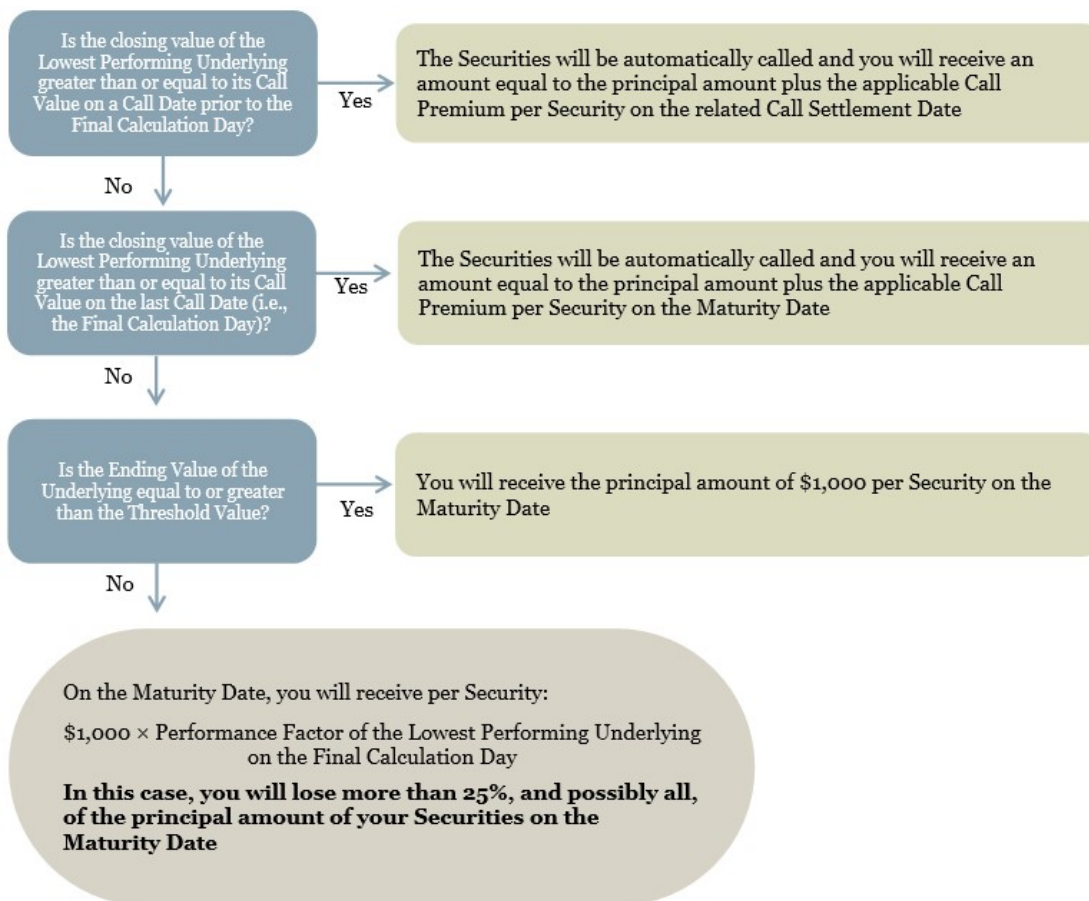 Is the closing value of the
Lowest Performing Underlying
greater than or equal to its Call
Value on a Call Date prior to the
Final Calculation Day?
Yes
The Securities will be automatically called and you will receive an
amount equal to the principal amount plus the applicable Call
Premium per Security on the related Call Settlement Date
No
Is the closing value of the
Lowest Performing Underlying
greater than or equal to its Call
Value on the last Call Date (i.e.,
the Final Calculation Day)?
Yes
The Securities will be automatically called and you will receive an
amount equal to the principal amount plus the applicable Call
Premium per Security on the Maturity Date
No
Is the Ending Value of the
Underlying equal to or greater
than the Threshold Value?
Yes
You will receive the principal amount of $1,000 per Security on the
Maturity Date
No
On the Maturity Date, you will receive per Security:
$1,000 × Performance Factor of the Lowest Performing Underlying
on the Final Calculation Day
In this case, you will lose more than 25%, and possibly all,
of the principal amount of your Securities on the
Maturity Date